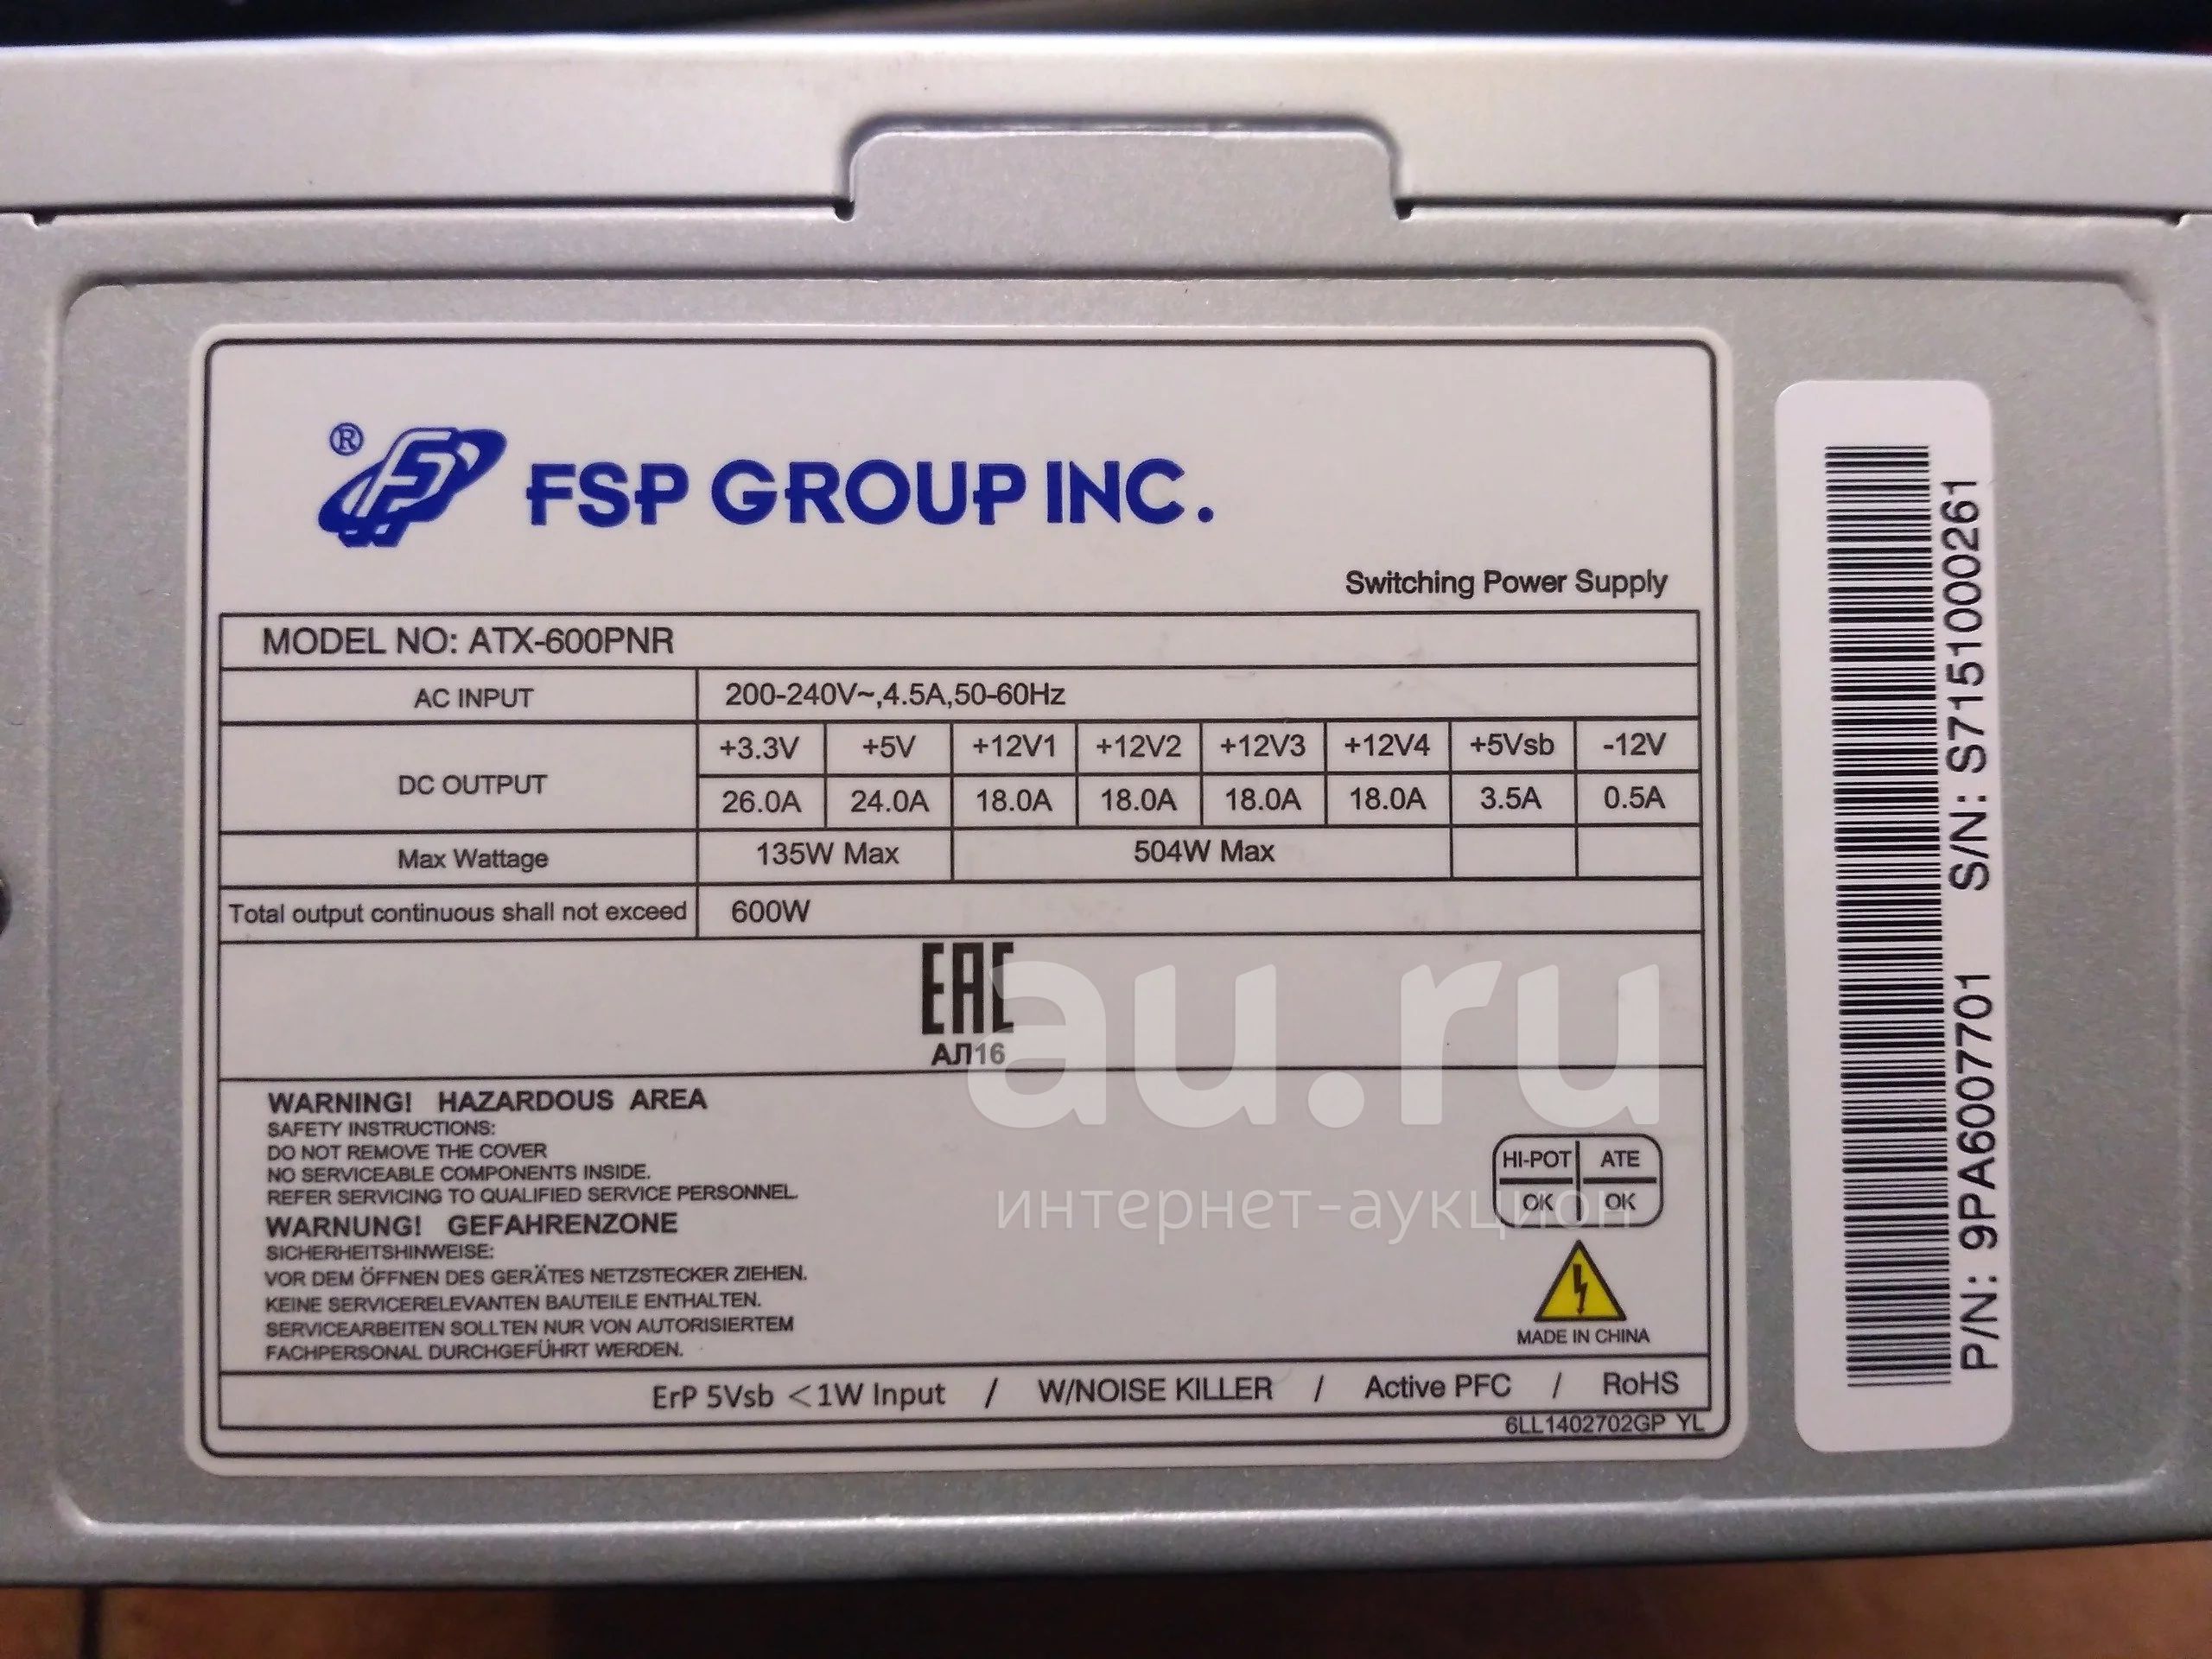 ® FSP GROUP INC.
Switching Power Supply
MODEL NO: ATX-600PNR
AC INPUT 200-240V~,4.5A,50-60Hz
DC OUTPUT +3.3V +5V +12V1 +12V2 +12V3 +12V4 +5Vsb -12V
26.0A 24.0A 18.0A 18.0A 18.0A 18.0A 3.5A 0.5A
Max Wattage 135W Max 504W Max
Total output continuous shall not exceed 600W
EAC
АЛ16
au.ru
интернет-аукцион
WARNING! HAZARDOUS AREA
SAFETY INSTRUCTIONS:
DO NOT REMOVE THE COVER
NO SERVICEABLE COMPONENTS INSIDE.
REFER SERVICING TO QUALIFIED SERVICE PERSONNEL.
WARNUNG! GEFAHRENZONE
SICHERHEITSHINWEISE:
VOR DEM ÖFFNEN DES GERÄTES NETZSTECKER ZIEHEN.
KEINE SERVICERELEVANTEN BAUTEILE ENTHALTEN.
SERVICEARBEITEN SOLLTEN NUR VON AUTORISIERTEM
FACHPERSONAL DURCHGEFÜHRT WERDEN.
HI-POT ATE
OK OK
MADE IN CHINA
ErP 5Vsb <1W Input / W/NOISE KILLER / Active PFC / RoHS
6LL1402702GP YL
P/N: 9PA6007701 S/N: S7151000261